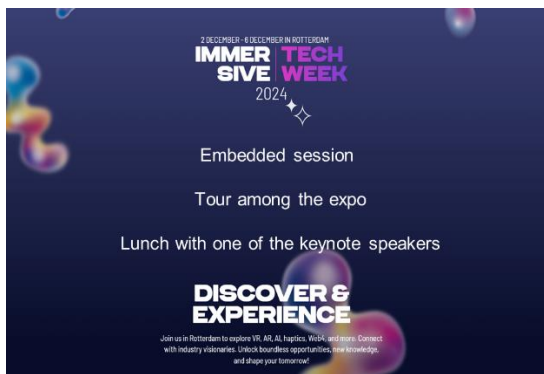 2 DECEMBER - 6 DECEMBER IN ROTTERDAM
IMMER TECH
SIVE WEEK
2024
Embedded session
Tour among the expo
Lunch with one of the keynote speakers
DISCOVER &
EXPERIENCE
Join us in Rotterdam to explore VR, AR, AI, haptics, Web4, and more. Connect
with industry visionaries. Unlock boundless opportunities, new knowledge,
and shape your tomorrow!